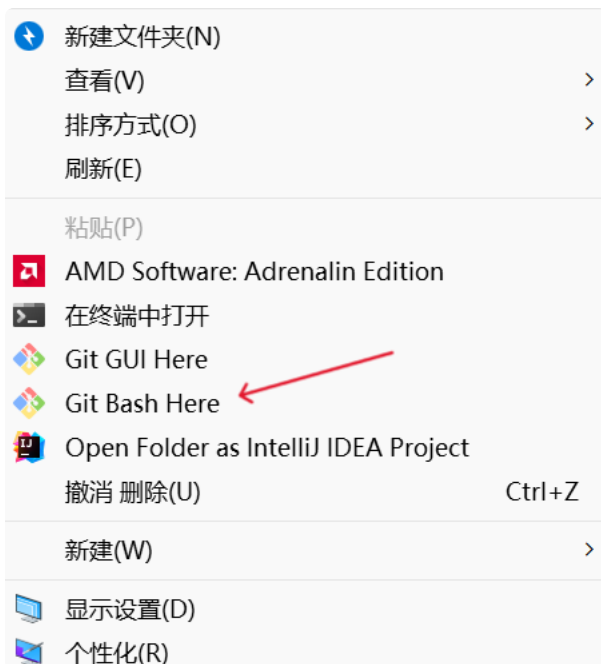 新建文件夹(N)
查看(V)
排序方式(O)
刷新(E)
粘贴(P)
AMD Software: Adrenalin Edition
在终端中打开
Git GUI Here
Git Bash Here
Open Folder as IntelliJ IDEA Project
撤消 删除(U) Ctrl+Z
新建(W)
显示设置(D)
个性化(R)